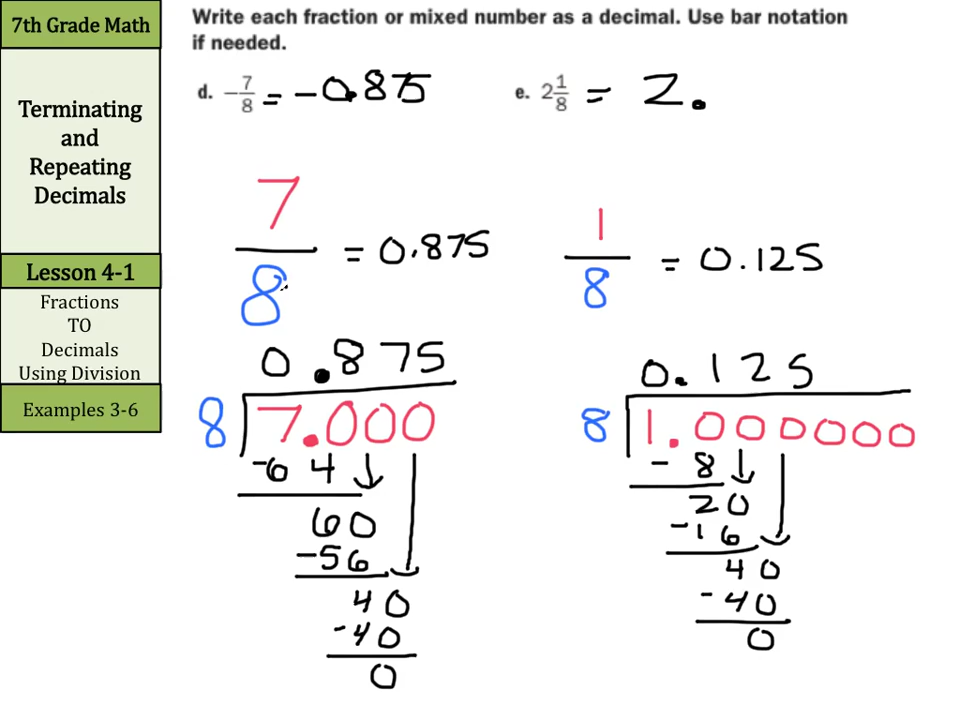 7th Grade Math
Terminating
and
Repeating
Decimals
Lesson 4-1
Fractions
TO
Decimals
Using Division
Examples 3-6
Write each fraction or mixed number as a decimal. Use bar notation
if needed.
d. -7/8 = -0.875
e. 2 1/8 = 2.
7/8 = 0.875
1/8 = 0.125
0.875
8 7.000
-64
60
-56
40
-40
0
0.125
8 1.000000
-8
20
-16
40
-40
0